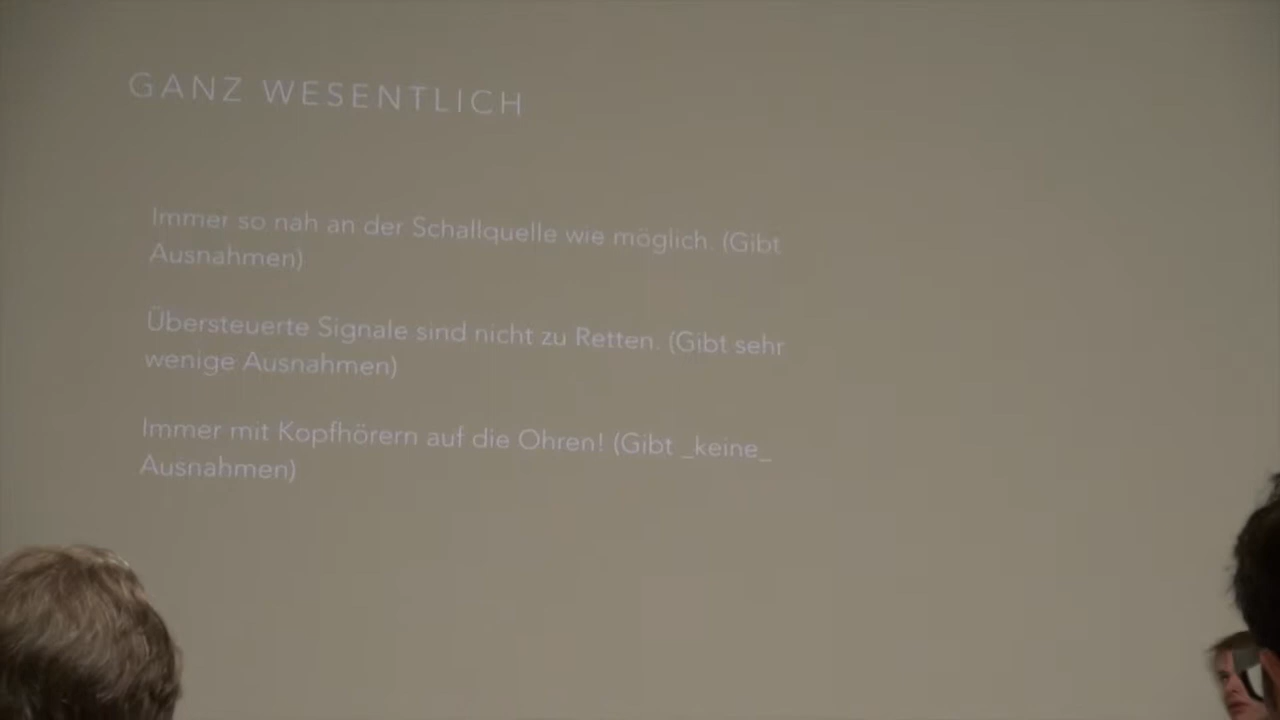 GANZ WESENTLICH
Immer so nah an der Schallquelle wie möglich. (Gibt
Ausnahmen)
Übersteuerte Signale sind nicht zu Retten. (Gibt sehr
wenige Ausnahmen)
Immer mit Kopfhörern auf die Ohren! (Gibt _keine_
Ausnahmen)